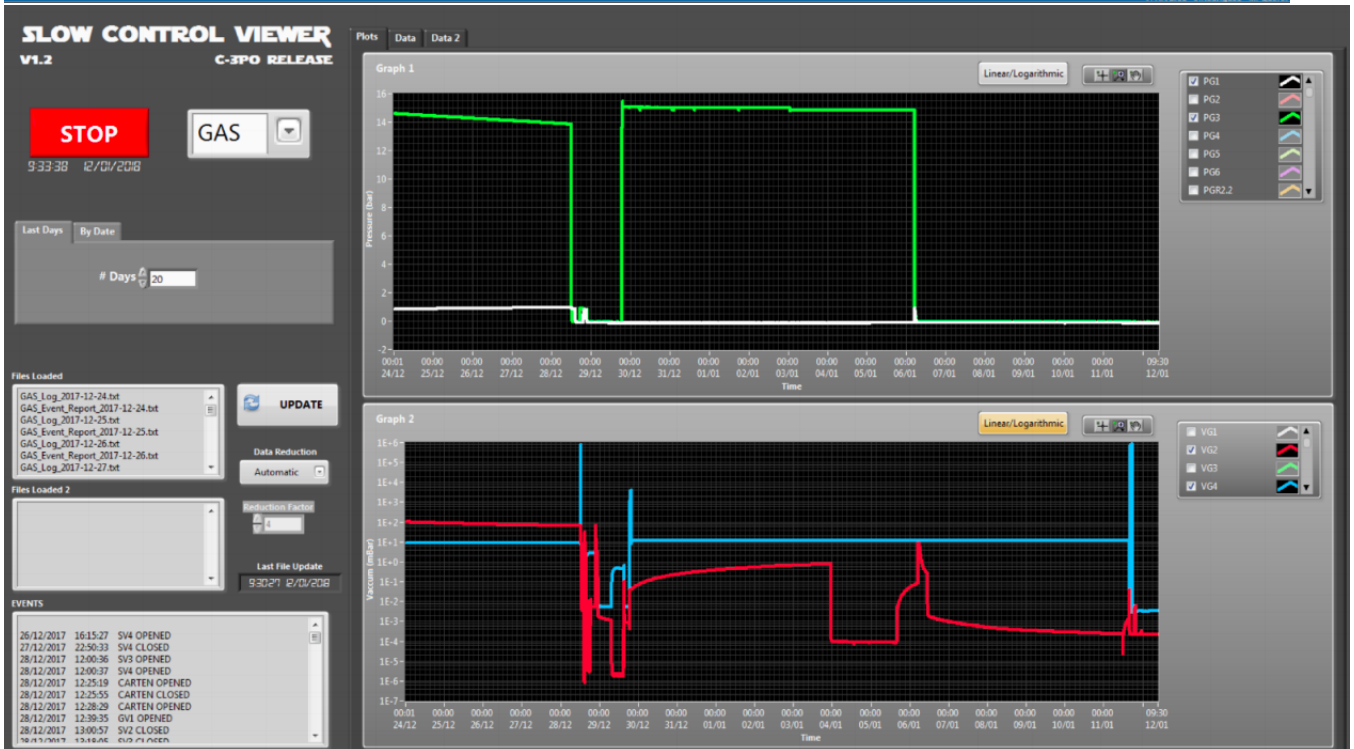 SLOW CONTROL VIEWER
V1.2 C-3PO RELEASE
STOP
GAS
9:33:38 12/01/2018
Last Days By Date
# Days 20
Files Loaded
GAS_Log_2017-12-24.txt
GAS_Event_Report_2017-12-24.txt
GAS_Log_2017-12-25.txt
GAS_Event_Report_2017-12-25.txt
GAS_Log_2017-12-26.txt
GAS_Event_Report_2017-12-26.txt
GAS_Log_2017-12-27.txt
UPDATE
Data Reduction
Automatic
Files Loaded 2
Reduction Factor
4
Last File Update
9:30:27 12/01/2018
EVENTS
26/12/2017 16:15:27 SV4 OPENED
27/12/2017 22:50:33 SV4 CLOSED
28/12/2017 12:00:36 SV3 OPENED
28/12/2017 12:00:37 SV4 OPENED
28/12/2017 12:25:19 CARTEN OPENED
28/12/2017 12:25:55 CARTEN CLOSED
28/12/2017 12:28:29 CARTEN OPENED
28/12/2017 12:39:35 GV1 OPENED
28/12/2017 13:00:57 SV2 CLOSED
28/12/2017 13:18:05 SV3 CLOSED
Plots Data Data 2
Graph 1
Linear/Logarithmic
Pressure (bar)
16
14
12
10
8
6
4
2
0
-2
00:01 00:00 00:00 00:00 00:00 00:00 00:00 00:00 00:00 00:00 00:00 00:00 00:00 00:00 00:00 00:00 00:00 00:00 00:00 09:30
24/12 25/12 26/12 27/12 28/12 29/12 30/12 31/12 01/01 02/01 03/01 04/01 05/01 06/01 07/01 08/01 09/01 10/01 11/01 12/01
Time
PG1
PG2
PG3
PG4
PG5
PG6
PGR2.2
Graph 2
Linear/Logarithmic
Vaccum (mBar)
1E+6
1E+5
1E+4
1E+3
1E+2
1E+1
1E+0
1E-1
1E-2
1E-3
1E-4
1E-5
1E-6
1E-7
00:01 00:00 00:00 00:00 00:00 00:00 00:00 00:00 00:00 00:00 00:00 00:00 00:00 00:00 00:00 00:00 00:00 00:00 00:00 09:30
24/12 25/12 26/12 27/12 28/12 29/12 30/12 31/12 01/01 02/01 03/01 04/01 05/01 06/01 07/01 08/01 09/01 10/01 11/01 12/01
Time
VG1
VG2
VG3
VG4